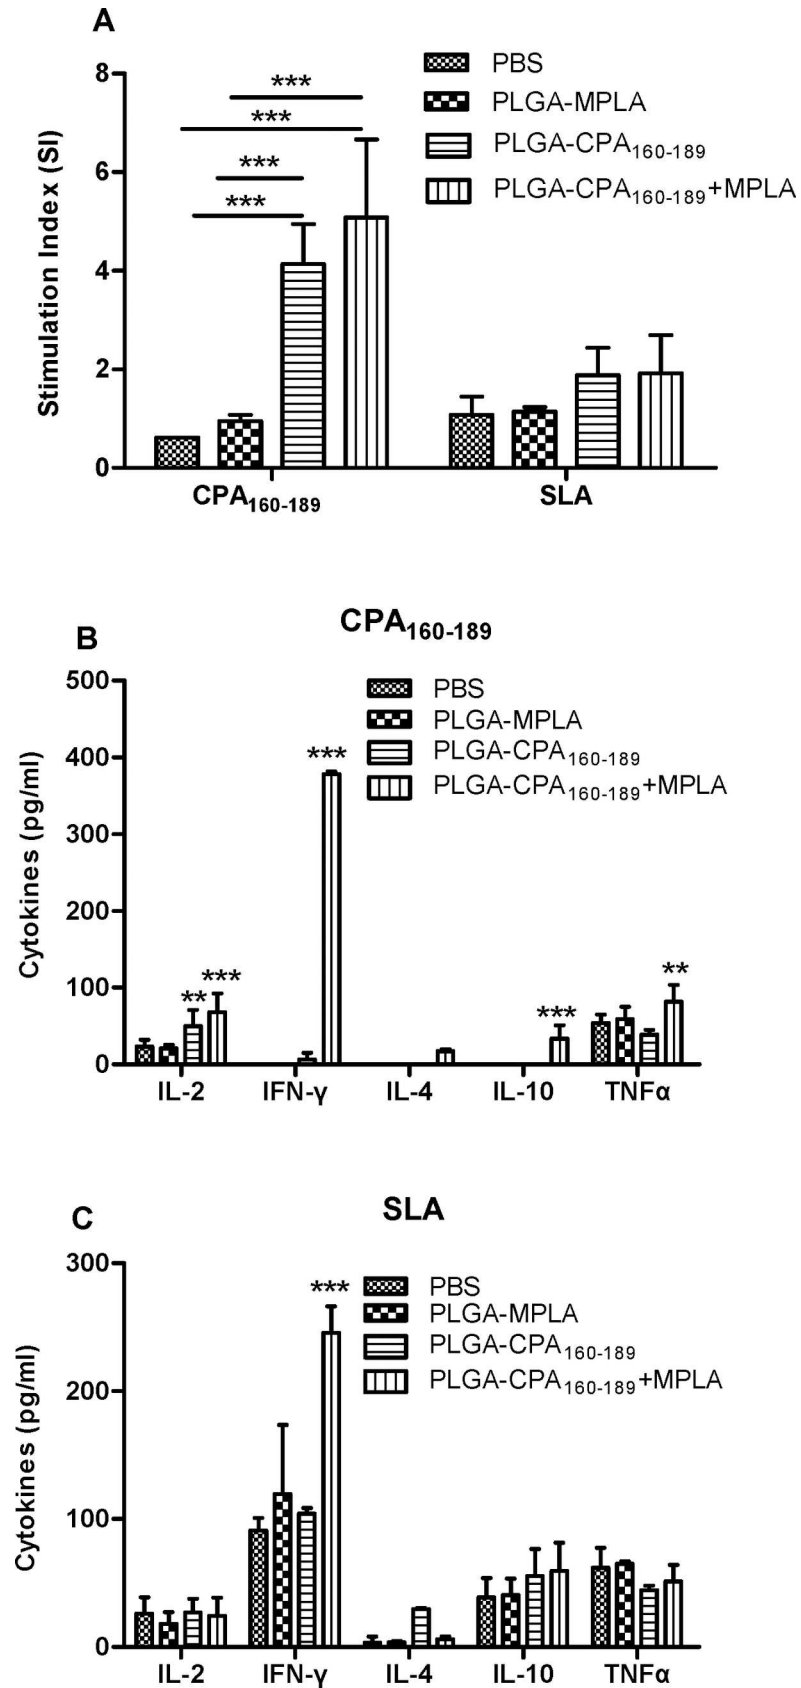 A
8
6
4
2
0
Stimulation Index (SI)
***
***
***
***
PBS
PLGA-MPLA
PLGA-CPA160-189
PLGA-CPA160-189+MPLA
CPA160-189
SLA
B
CPA160-189
500
400
300
200
100
0
Cytokines (pg/ml)
PBS
PLGA-MPLA
PLGA-CPA160-189
PLGA-CPA160-189+MPLA
**
***
***
***
**
IL-2
IFN-γ
IL-4
IL-10
TNFα
C
SLA
300
200
100
0
Cytokines (pg/ml)
PBS
PLGA-MPLA
PLGA-CPA160-189
PLGA-CPA160-189+MPLA
***
IL-2
IFN-γ
IL-4
IL-10
TNFα